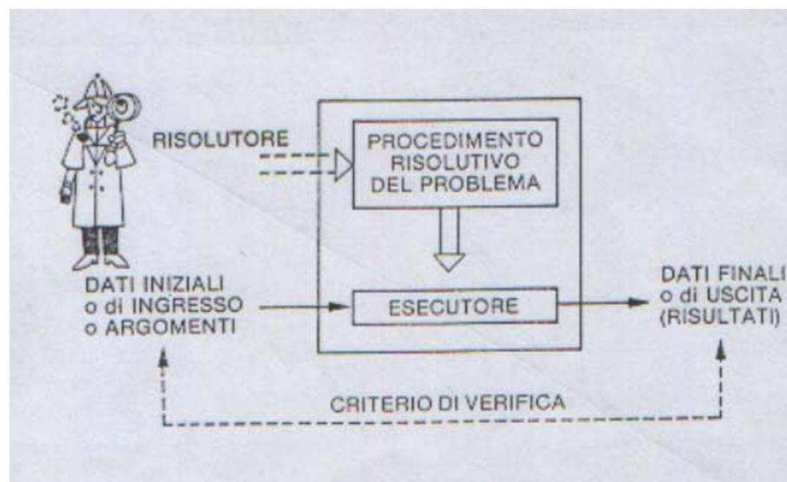 RISOLUTORE
PROCEDIMENTO
RISOLUTIVO
DEL PROBLEMA
DATI INIZIALI
o di INGRESSO
o ARGOMENTI
ESECUTORE
DATI FINALI
o di USCITA
(RISULTATI)
CRITERIO DI VERIFICA